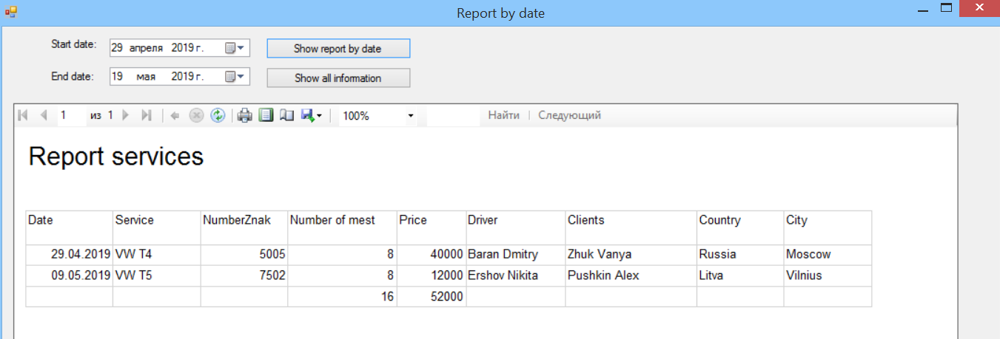 Report by date
Start date: 29 апреля 2019 г. Show report by date
End date: 19 мая 2019 г. Show all information
1 из 1 100% Найти Следующий
Report services
Date Service NumberZnak Number of mest Price Driver Clients Country City
29.04.2019 VW T4 5005 8 40000 Baran Dmitry Zhuk Vanya Russia Moscow
09.05.2019 VW T5 7502 8 12000 Ershov Nikita Pushkin Alex Litva Vilnius
16 52000